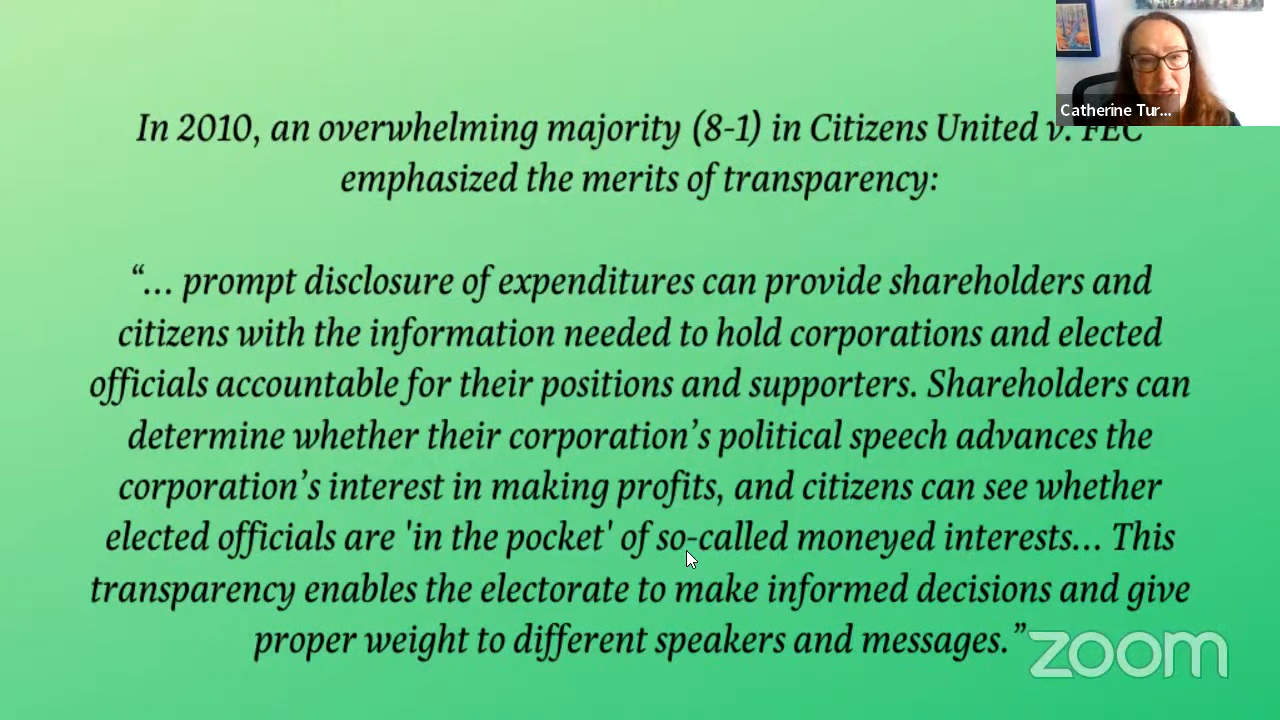 In 2010, an overwhelming majority (8-1) in Citizens United v. FEC
emphasized the merits of transparency:
“... prompt disclosure of expenditures can provide shareholders and
citizens with the information needed to hold corporations and elected
officials accountable for their positions and supporters. Shareholders can
determine whether their corporation’s political speech advances the
corporation’s interest in making profits, and citizens can see whether
elected officials are 'in the pocket' of so-called moneyed interests... This
transparency enables the electorate to make informed decisions and give
proper weight to different speakers and messages.”
Catherine Tur...
zoom